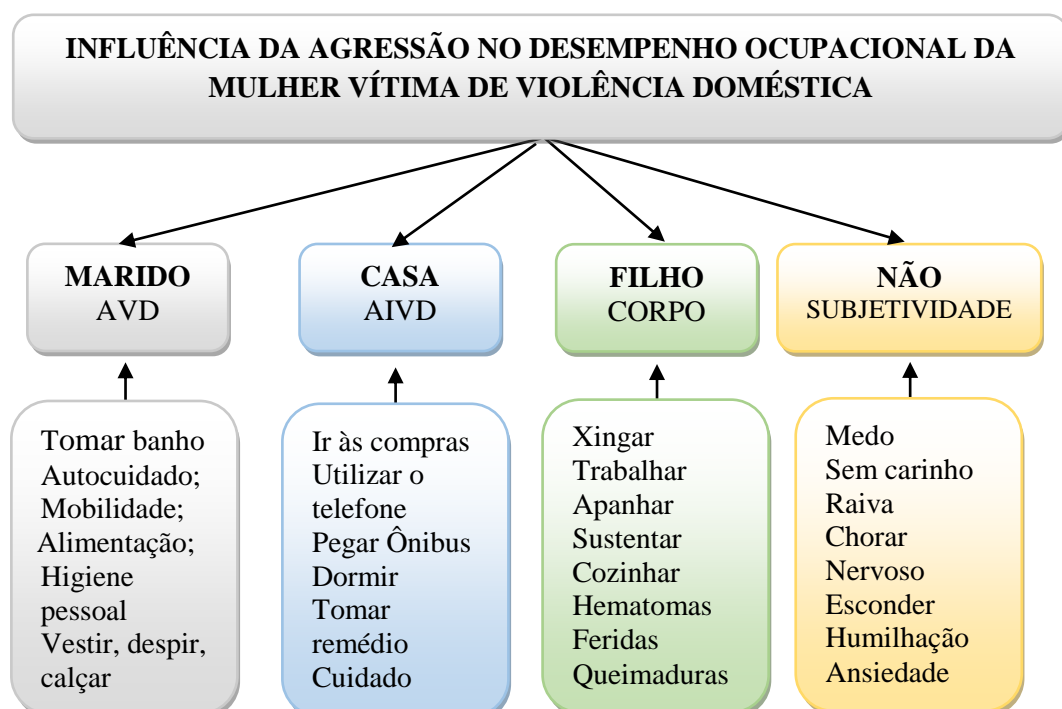 INFLUÊNCIA DA AGRESSÃO NO DESEMPENHO OCUPACIONAL DA
MULHER VÍTIMA DE VIOLÊNCIA DOMÉSTICA
MARIDO
AVD
CASA
AIVD
FILHO
CORPO
NÃO
SUBJETIVIDADE
Tomar banho
Autocuidado;
Mobilidade;
Alimentação;
Higiene
pessoal
Vestir, despir,
calçar
Ir às compras
Utilizar o
telefone
Pegar Ônibus
Dormir
Tomar
remédio
Cuidado
Xingar
Trabalhar
Apanhar
Sustentar
Cozinhar
Hematomas
Feridas
Queimaduras
Medo
Sem carinho
Raiva
Chorar
Nervoso
Esconder
Humilhação
Ansiedade